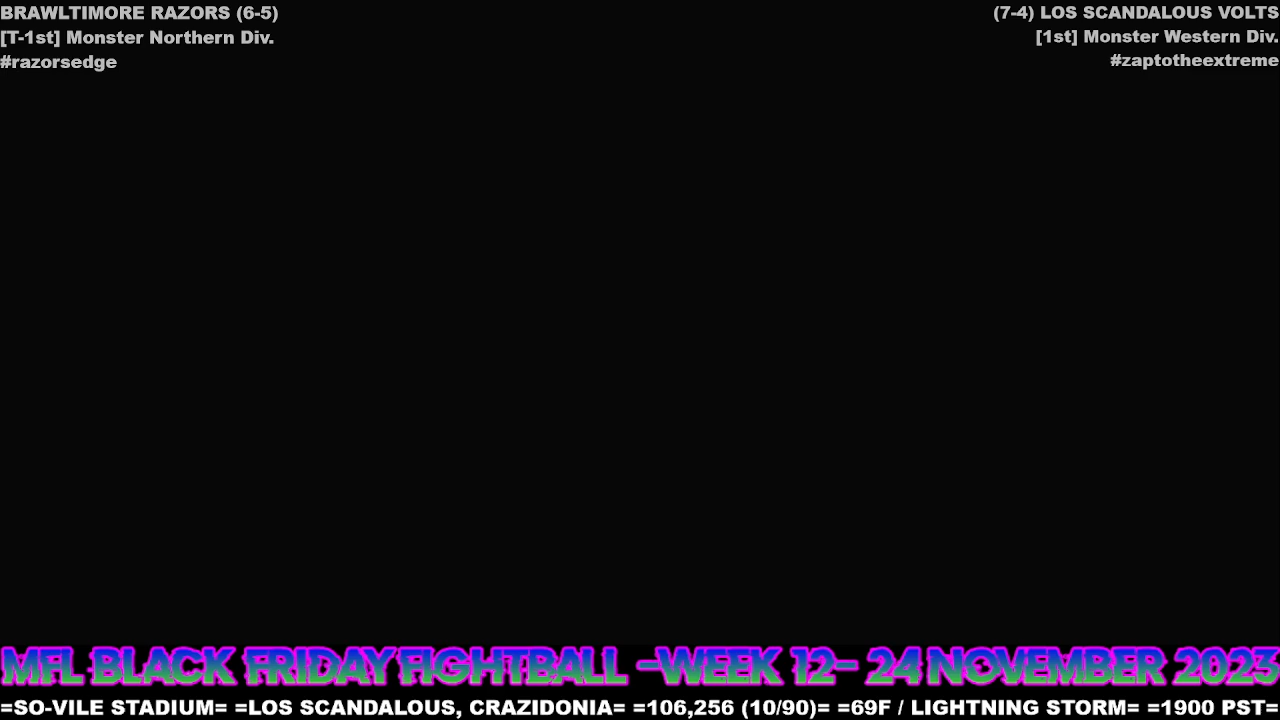 BRAWLTIMORE RAZORS (6-5)
[T-1st] Monster Northern Div.
#razorsedge
(7-4) LOS SCANDALOUS VOLTS
[1st] Monster Western Div.
#zaptotheextreme
MFL BLACK FRIDAY FIGHTBALL -WEEK 12- 24 NOVEMBER 2023
=SO-VILE STADIUM= =LOS SCANDALOUS, CRAZIDONIA= =106,256 (10/90)= =69F / LIGHTNING STORM= =1900 PST=